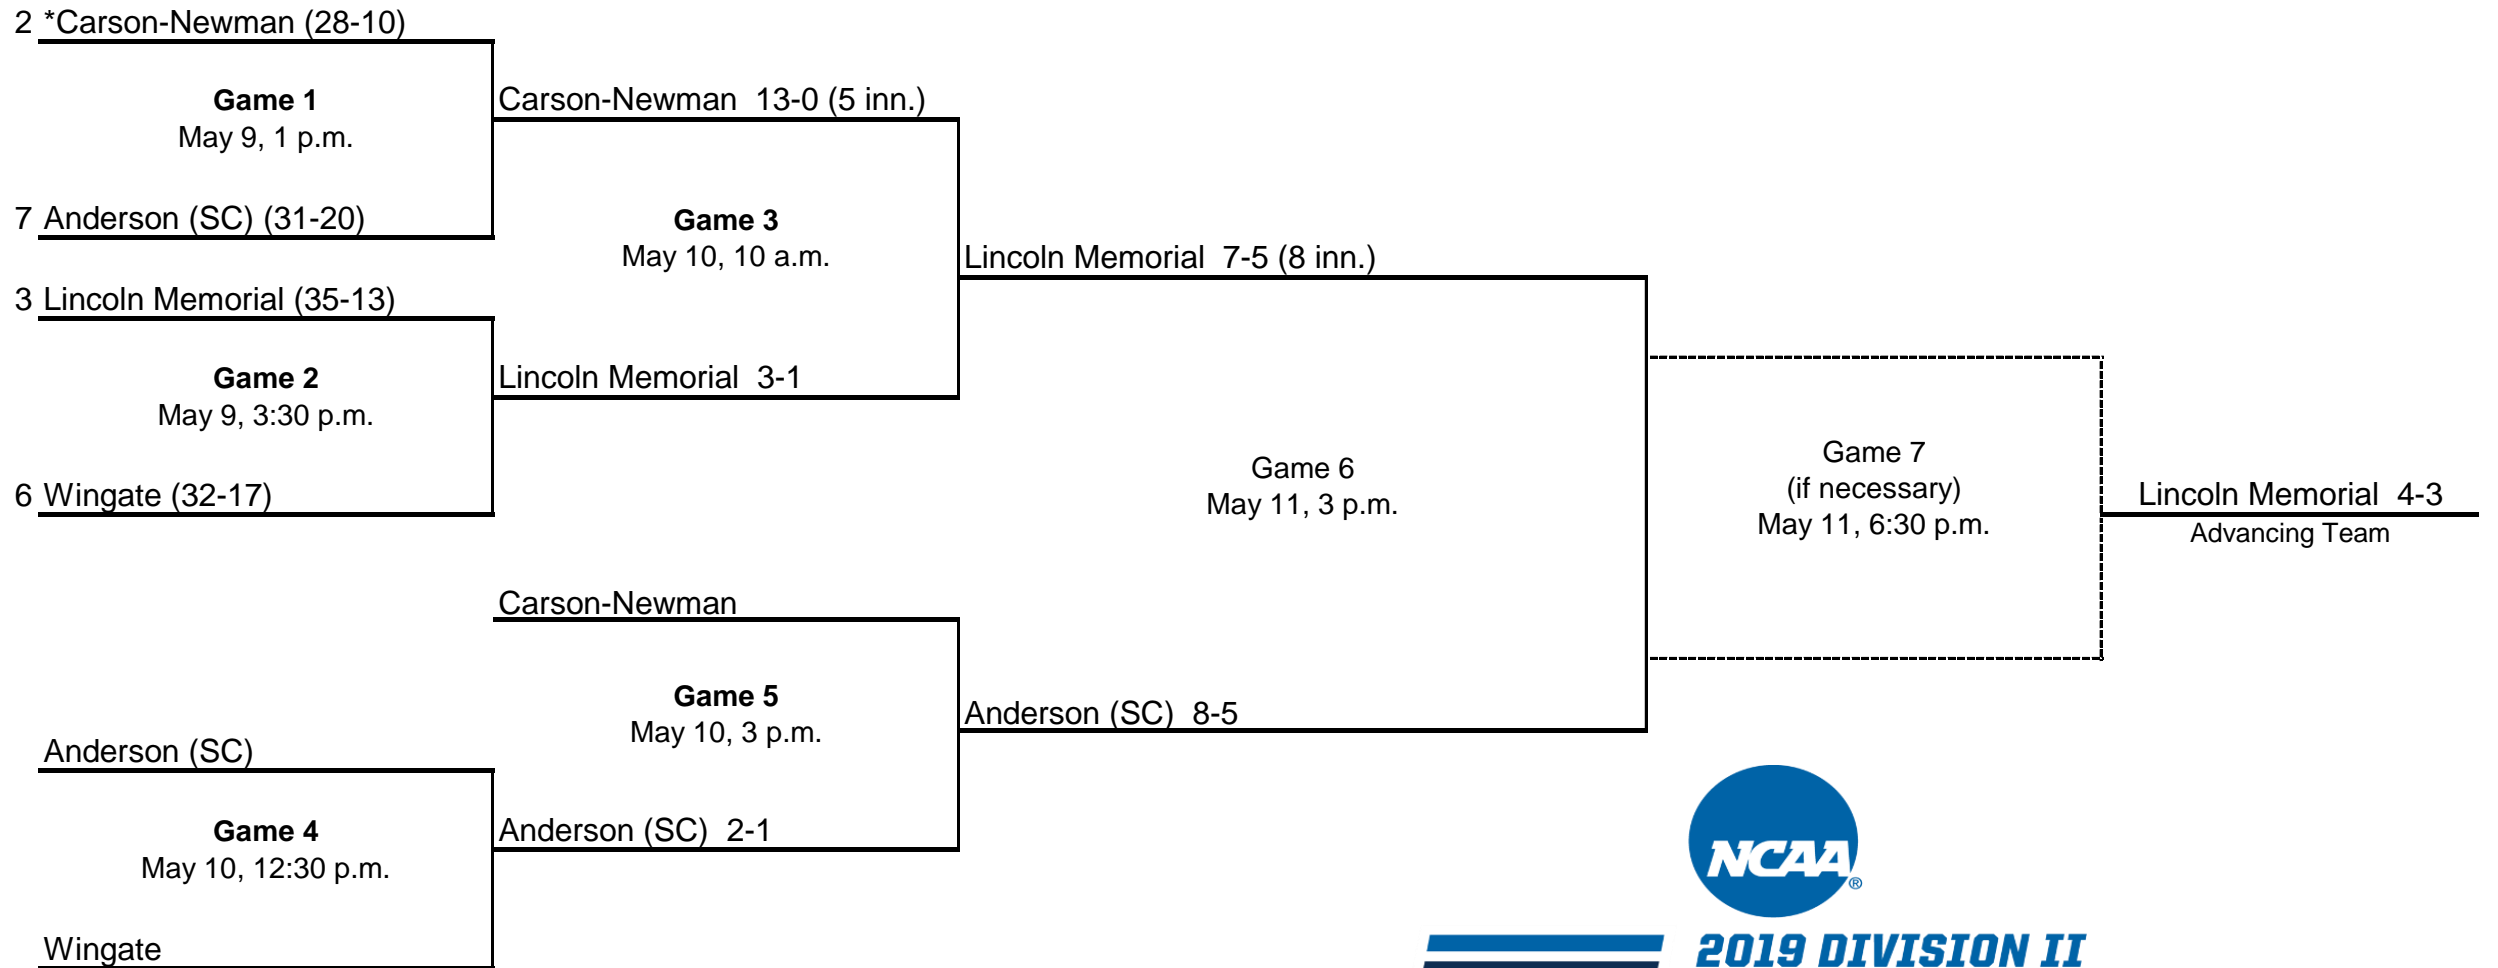 2 *Carson-Newman (28-10)
Game 1
May 9, 1 p.m.
Carson-Newman 13-0 (5 inn.)
7 Anderson (SC) (31-20)
Game 3
May 10, 10 a.m.
Lincoln Memorial 7-5 (8 inn.)
3 Lincoln Memorial (35-13)
Game 2
May 9, 3:30 p.m.
Lincoln Memorial 3-1
6 Wingate (32-17)
Game 6
May 11, 3 p.m.
Game 7
(if necessary)
May 11, 6:30 p.m.
Lincoln Memorial 4-3
Advancing Team
Carson-Newman
Game 5
May 10, 3 p.m.
Anderson (SC) 8-5
Anderson (SC)
Game 4
May 10, 12:30 p.m.
Anderson (SC) 2-1
Wingate
NCAA®
2019 DIVISION II